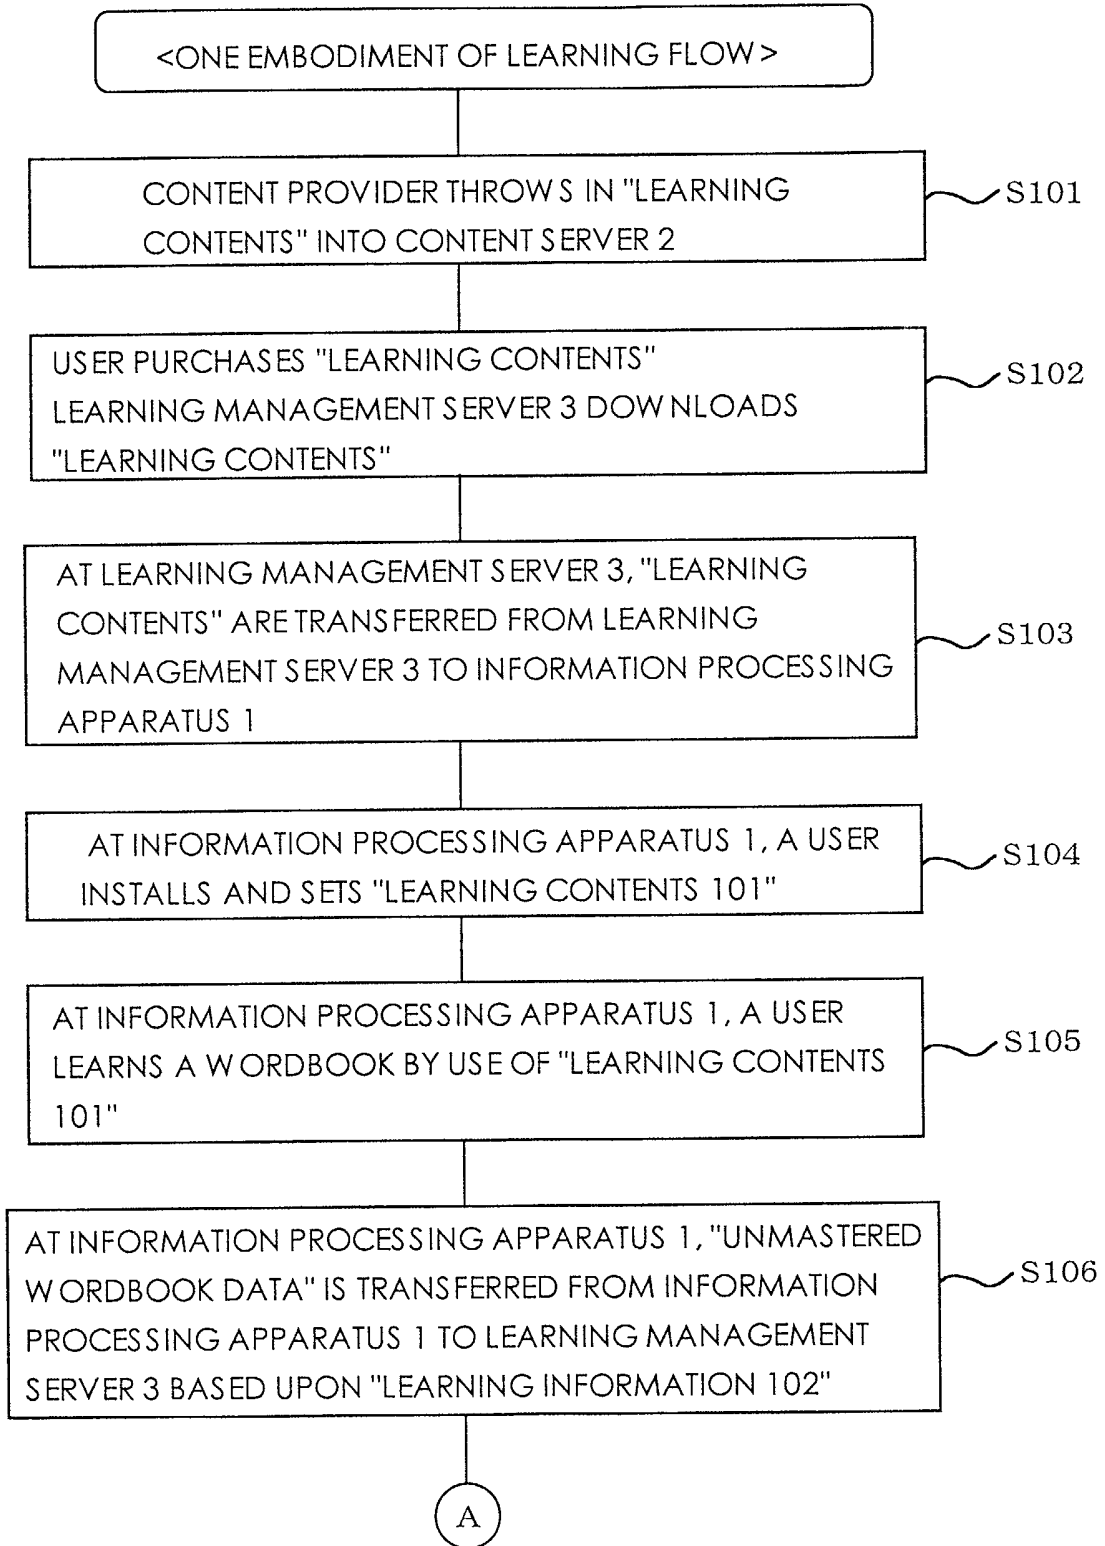 <ONE EMBODIMENT OF LEARNING FLOW>
CONTENT PROVIDER THROWS IN "LEARNING
CONTENTS" INTO CONTENT SERVER 2
S101
USER PURCHASES "LEARNING CONTENTS"
LEARNING MANAGEMENT SERVER 3 DOWNLOADS
"LEARNING CONTENTS"
S102
AT LEARNING MANAGEMENT SERVER 3, "LEARNING
CONTENTS" ARE TRANSFERRED FROM LEARNING
MANAGEMENT SERVER 3 TO INFORMATION PROCESSING
APPARATUS 1
S103
AT INFORMATION PROCESSING APPARATUS 1, A USER
INSTALLS AND SETS "LEARNING CONTENTS 101"
S104
AT INFORMATION PROCESSING APPARATUS 1, A USER
LEARNS A WORDBOOK BY USE OF "LEARNING CONTENTS
101"
S105
AT INFORMATION PROCESSING APPARATUS 1, "UNMASTERED
WORDBOOK DATA" IS TRANSFERRED FROM INFORMATION
PROCESSING APPARATUS 1 TO LEARNING MANAGEMENT
SERVER 3 BASED UPON "LEARNING INFORMATION 102"
S106
A